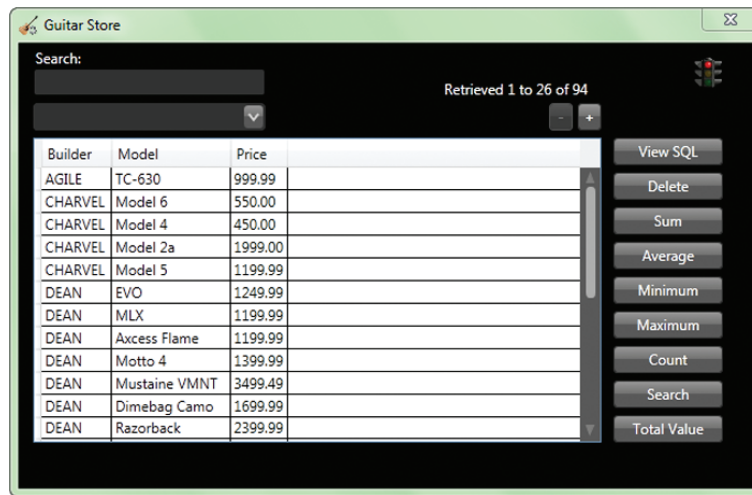 Guitar Store
Search:
Retrieved 1 to 26 of 94
- +
Builder Model Price
AGILE TC-630 999.99
CHARVEL Model 6 550.00
CHARVEL Model 4 450.00
CHARVEL Model 2a 1999.00
CHARVEL Model 5 1199.99
DEAN EVO 1249.99
DEAN MLX 1199.99
DEAN Axcess Flame 1199.99
DEAN Motto 4 1399.99
DEAN Mustaine VMNT 3499.49
DEAN Dimebag Camo 1699.99
DEAN Razorback 2399.99
View SQL
Delete
Sum
Average
Minimum
Maximum
Count
Search
Total Value